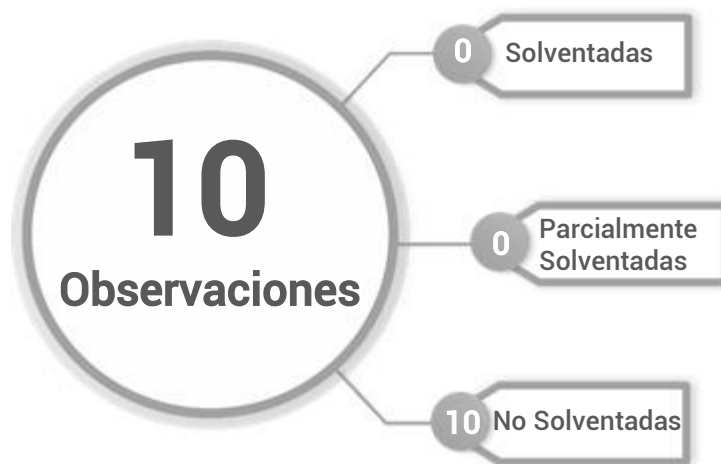 10
Observaciones
0
Solventadas
0
Parcialmente
Solventadas
10
No Solventadas